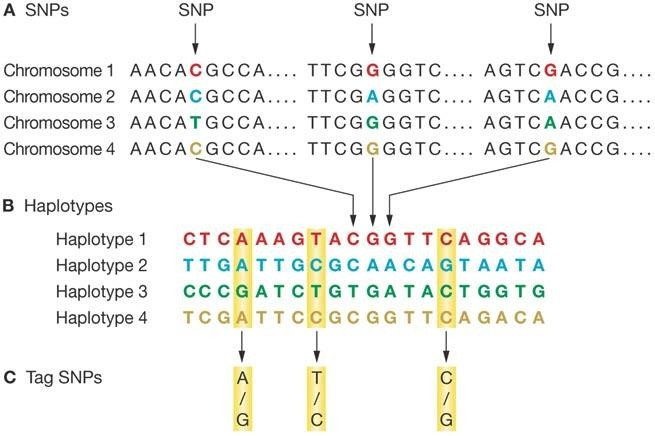 A SNPs SNP SNP SNP
Chromosome 1 AACACGCCA.... TTCGGGGTC.... AGTCGACCG....
Chromosome 2 AACACGCCA.... TTCGAGGTC.... AGTCAACCG....
Chromosome 3 AACATGCCA.... TTCGGGGTC.... AGTCAACCG....
Chromosome 4 AACACGCCA.... TTCGGGGTC.... AGTCGACCG....
B Haplotypes
Haplotype 1 CTCAAAGTACGGTTCAGGCA
Haplotype 2 TTGATTGCGCAACAGTAATA
Haplotype 3 CCCGATCTGTGATACTGGTG
Haplotype 4 TCGATTCCGCGGTTCAGACA
C Tag SNPs A T C
/ / /
G C G